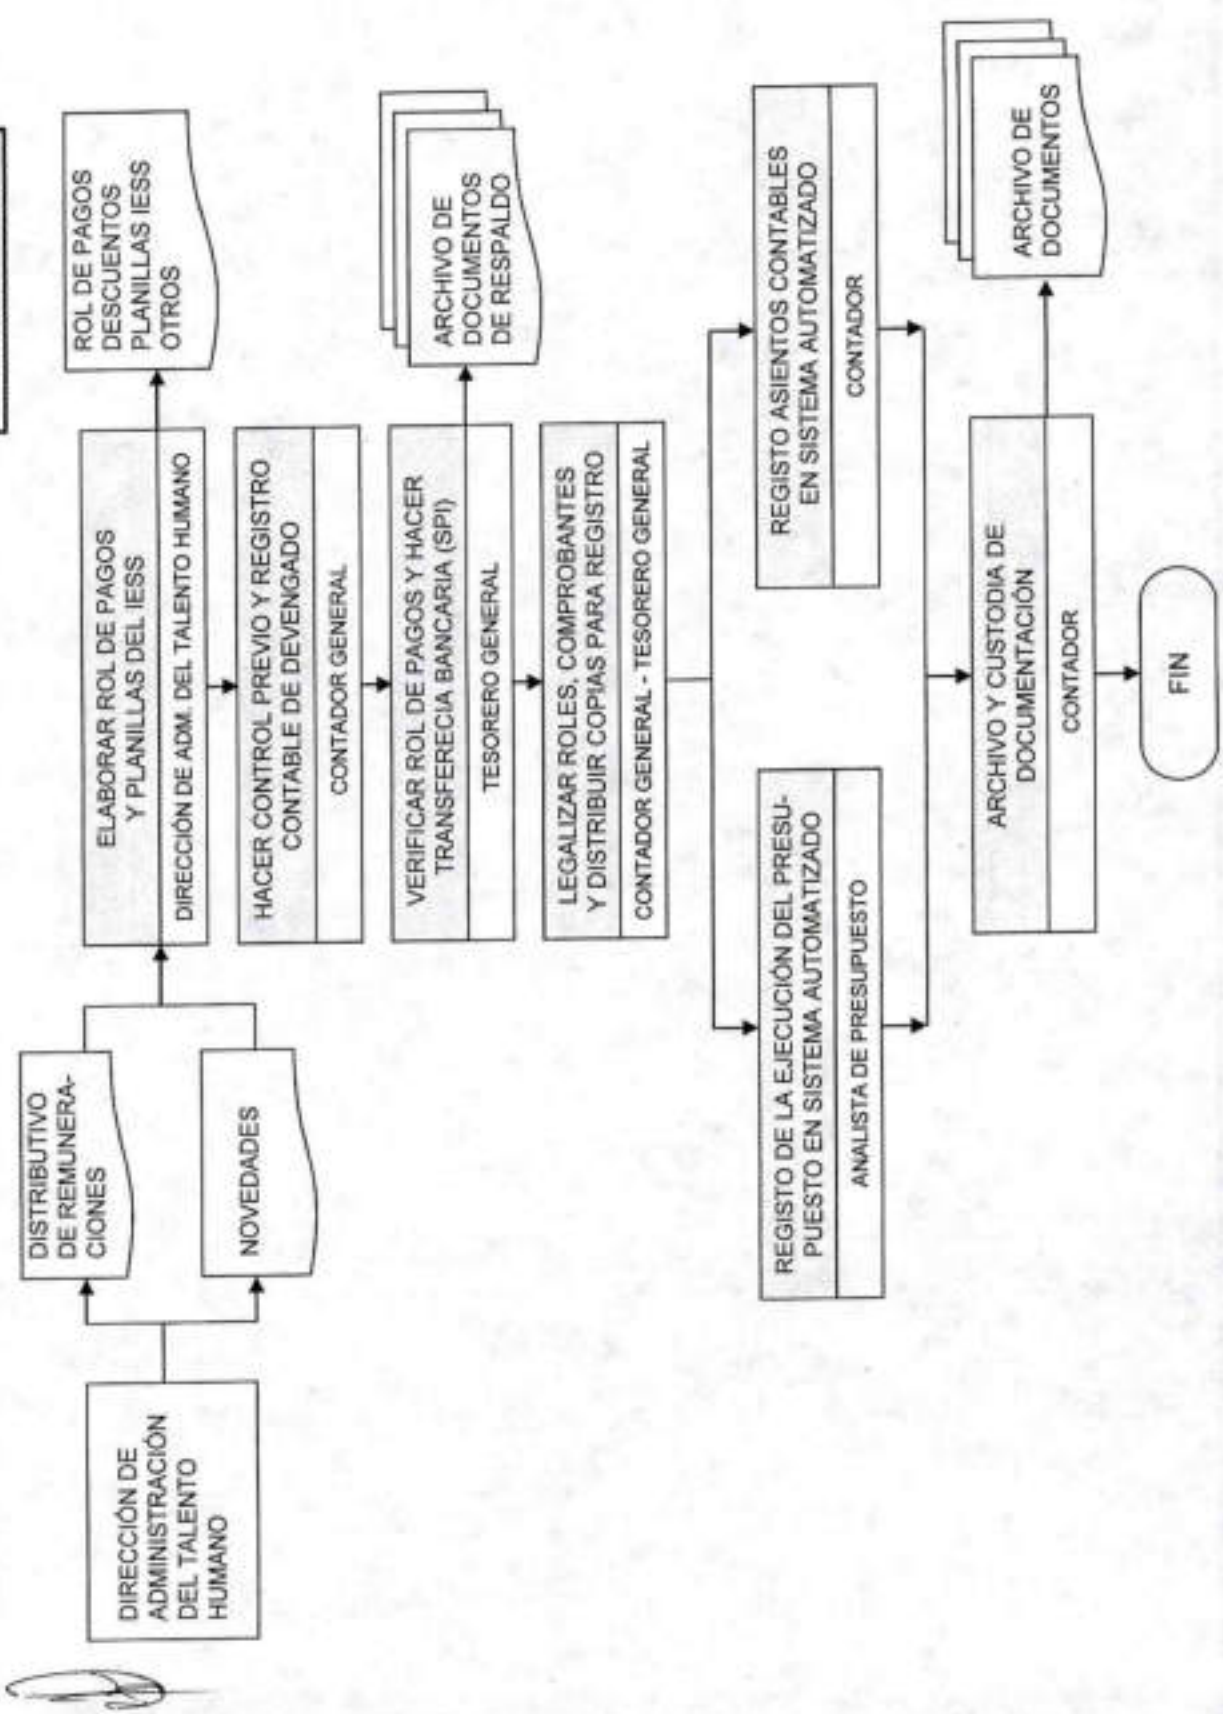 DIRECCIÓN DE
ADMINISTRACIÓN
DEL TALENTO
HUMANO
DISTRIBUTIVO
DE REMUNERA-
CIONES
NOVEDADES
ELABORAR ROL DE PAGOS
Y PLANILLAS DEL IESS
DIRECCIÓN DE ADM. DEL TALENTO HUMANO
ROL DE PAGOS
DESCUENTOS
PLANILLAS IESS
OTROS
HACER CONTROL PREVIO Y REGISTRO
CONTABLE DE DEVENGADO
CONTADOR GENERAL
VERIFICAR ROL DE PAGOS Y HACER
TRANSFERECIA BANCARIA (SPI)
TESORERO GENERAL
ARCHIVO DE
DOCUMENTOS
DE RESPALDO
LEGALIZAR ROLES, COMPROBANTES
Y DISTRIBUIR COPIAS PARA REGISTRO
CONTADOR GENERAL - TESORERO GENERAL
REGISTO DE LA EJECUCIÓN DEL PRESU-
PUESTO EN SISTEMA AUTOMATIZADO
ANALISTA DE PRESUPUESTO
REGISTO ASIENTOS CONTABLES
EN SISTEMA AUTOMATIZADO
CONTADOR
ARCHIVO Y CUSTODIA DE
DOCUMENTACIÓN
CONTADOR
ARCHIVO DE
DOCUMENTOS
FIN